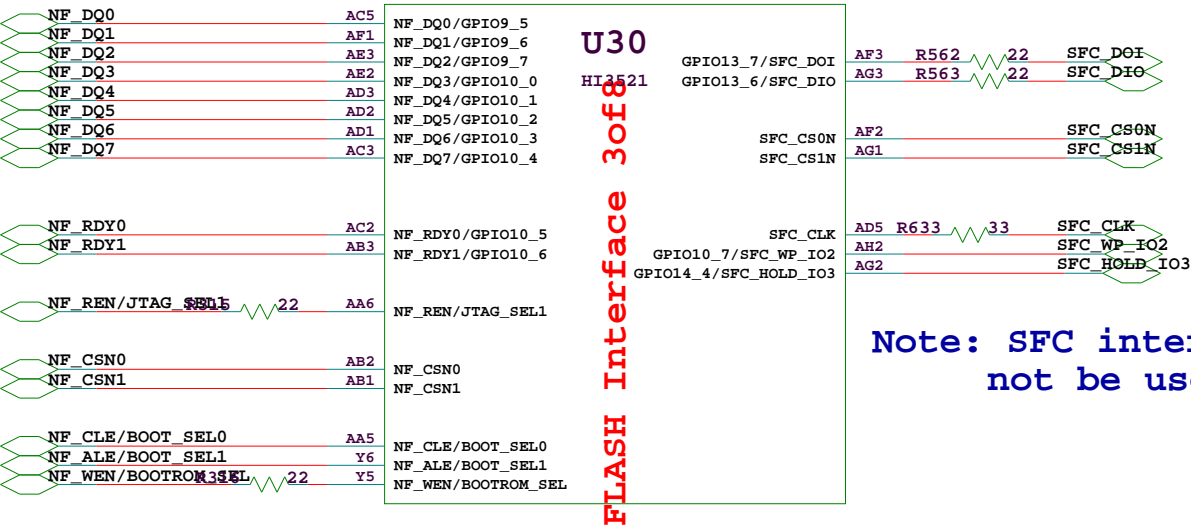 NF_DQ0 AC5 NF_DQ0/GPIO9_5
NF_DQ1 AF1 NF_DQ1/GPIO9_6
NF_DQ2 AE3 NF_DQ2/GPIO9_7
NF_DQ3 AE2 NF_DQ3/GPIO10_0
NF_DQ4 AD3 NF_DQ4/GPIO10_1
NF_DQ5 AD2 NF_DQ5/GPIO10_2
NF_DQ6 AD1 NF_DQ6/GPIO10_3
NF_DQ7 AC3 NF_DQ7/GPIO10_4
NF_RDY0 AC2 NF_RDY0/GPIO10_5
NF_RDY1 AB3 NF_RDY1/GPIO10_6
NF_REN/JTAG_SEL1 R315 22 AA6 NF_REN/JTAG_SEL1
NF_CSN0 AB2 NF_CSN0
NF_CSN1 AB1 NF_CSN1
NF_CLE/BOOT_SEL0 AA5 NF_CLE/BOOT_SEL0
NF_ALE/BOOT_SEL1 Y6 NF_ALE/BOOT_SEL1
NF_WEN/BOOTROM_SEL R316 22 Y5 NF_WEN/BOOTROM_SEL
U30
HI3521
FLASH Interface 3of8
GPIO13_7/SFC_DOI AF3 R562 22 SFC_DOI
GPIO13_6/SFC_DIO AG3 R563 22 SFC_DIO
SFC_CS0N AF2 SFC_CS0N
SFC_CS1N AG1 SFC_CS1N
SFC_CLK AD5 R633 33 SFC_CLK
GPIO10_7/SFC_WP_IO2 AH2 SFC_WP_IO2
GPIO14_4/SFC_HOLD_IO3 AG2 SFC_HOLD_IO3
Note: SFC
not be